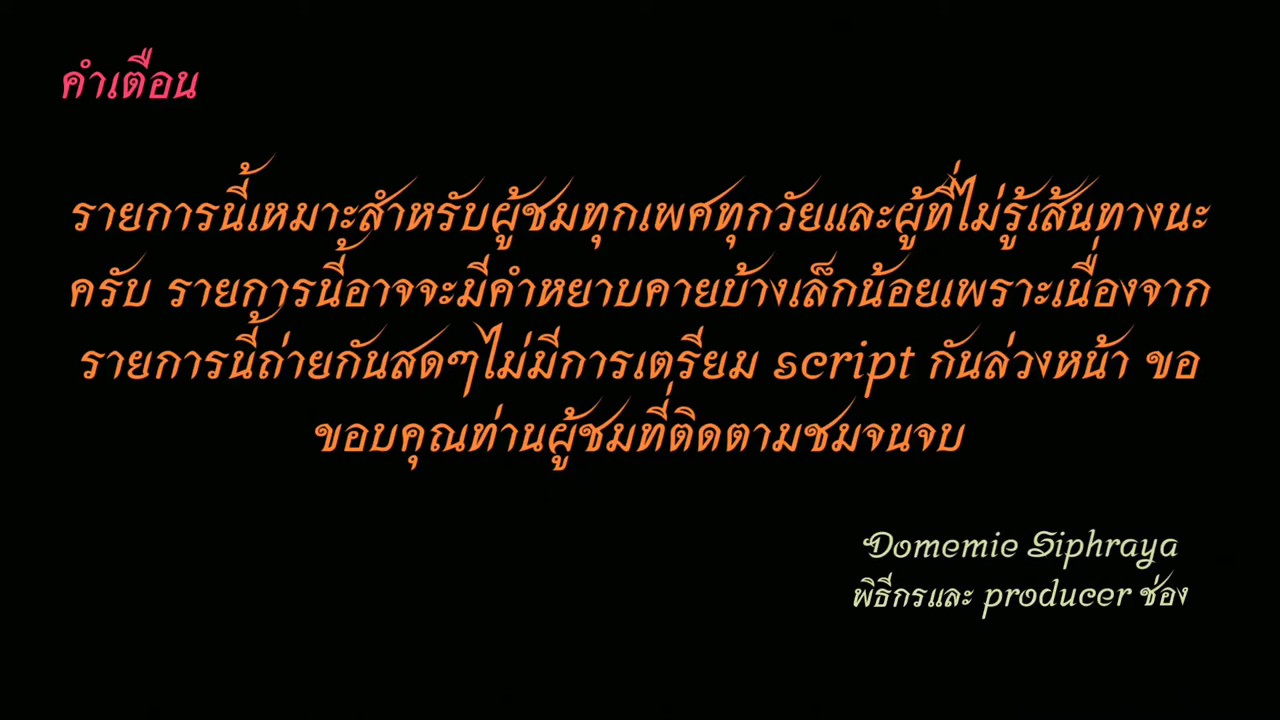 คำเตือน
รายการนี้เหมาะสำหรับผู้ชมทุกเพศทุกวัยและผู้ที่ไม่รู้เส้นทางนะ
ครับ รายการนี้อาจจะมีคำหยาบคายบ้างเล็กน้อยเพราะเนื่องจาก
รายการนี้ถ่ายกันสดๆไม่มีการเตรียม script กันล่วงหน้า ขอ
ขอบคุณท่านผู้ชมที่ติดตามชมจนจบ
Domemie Siphraya
พิธีกรและ producer ช่อง